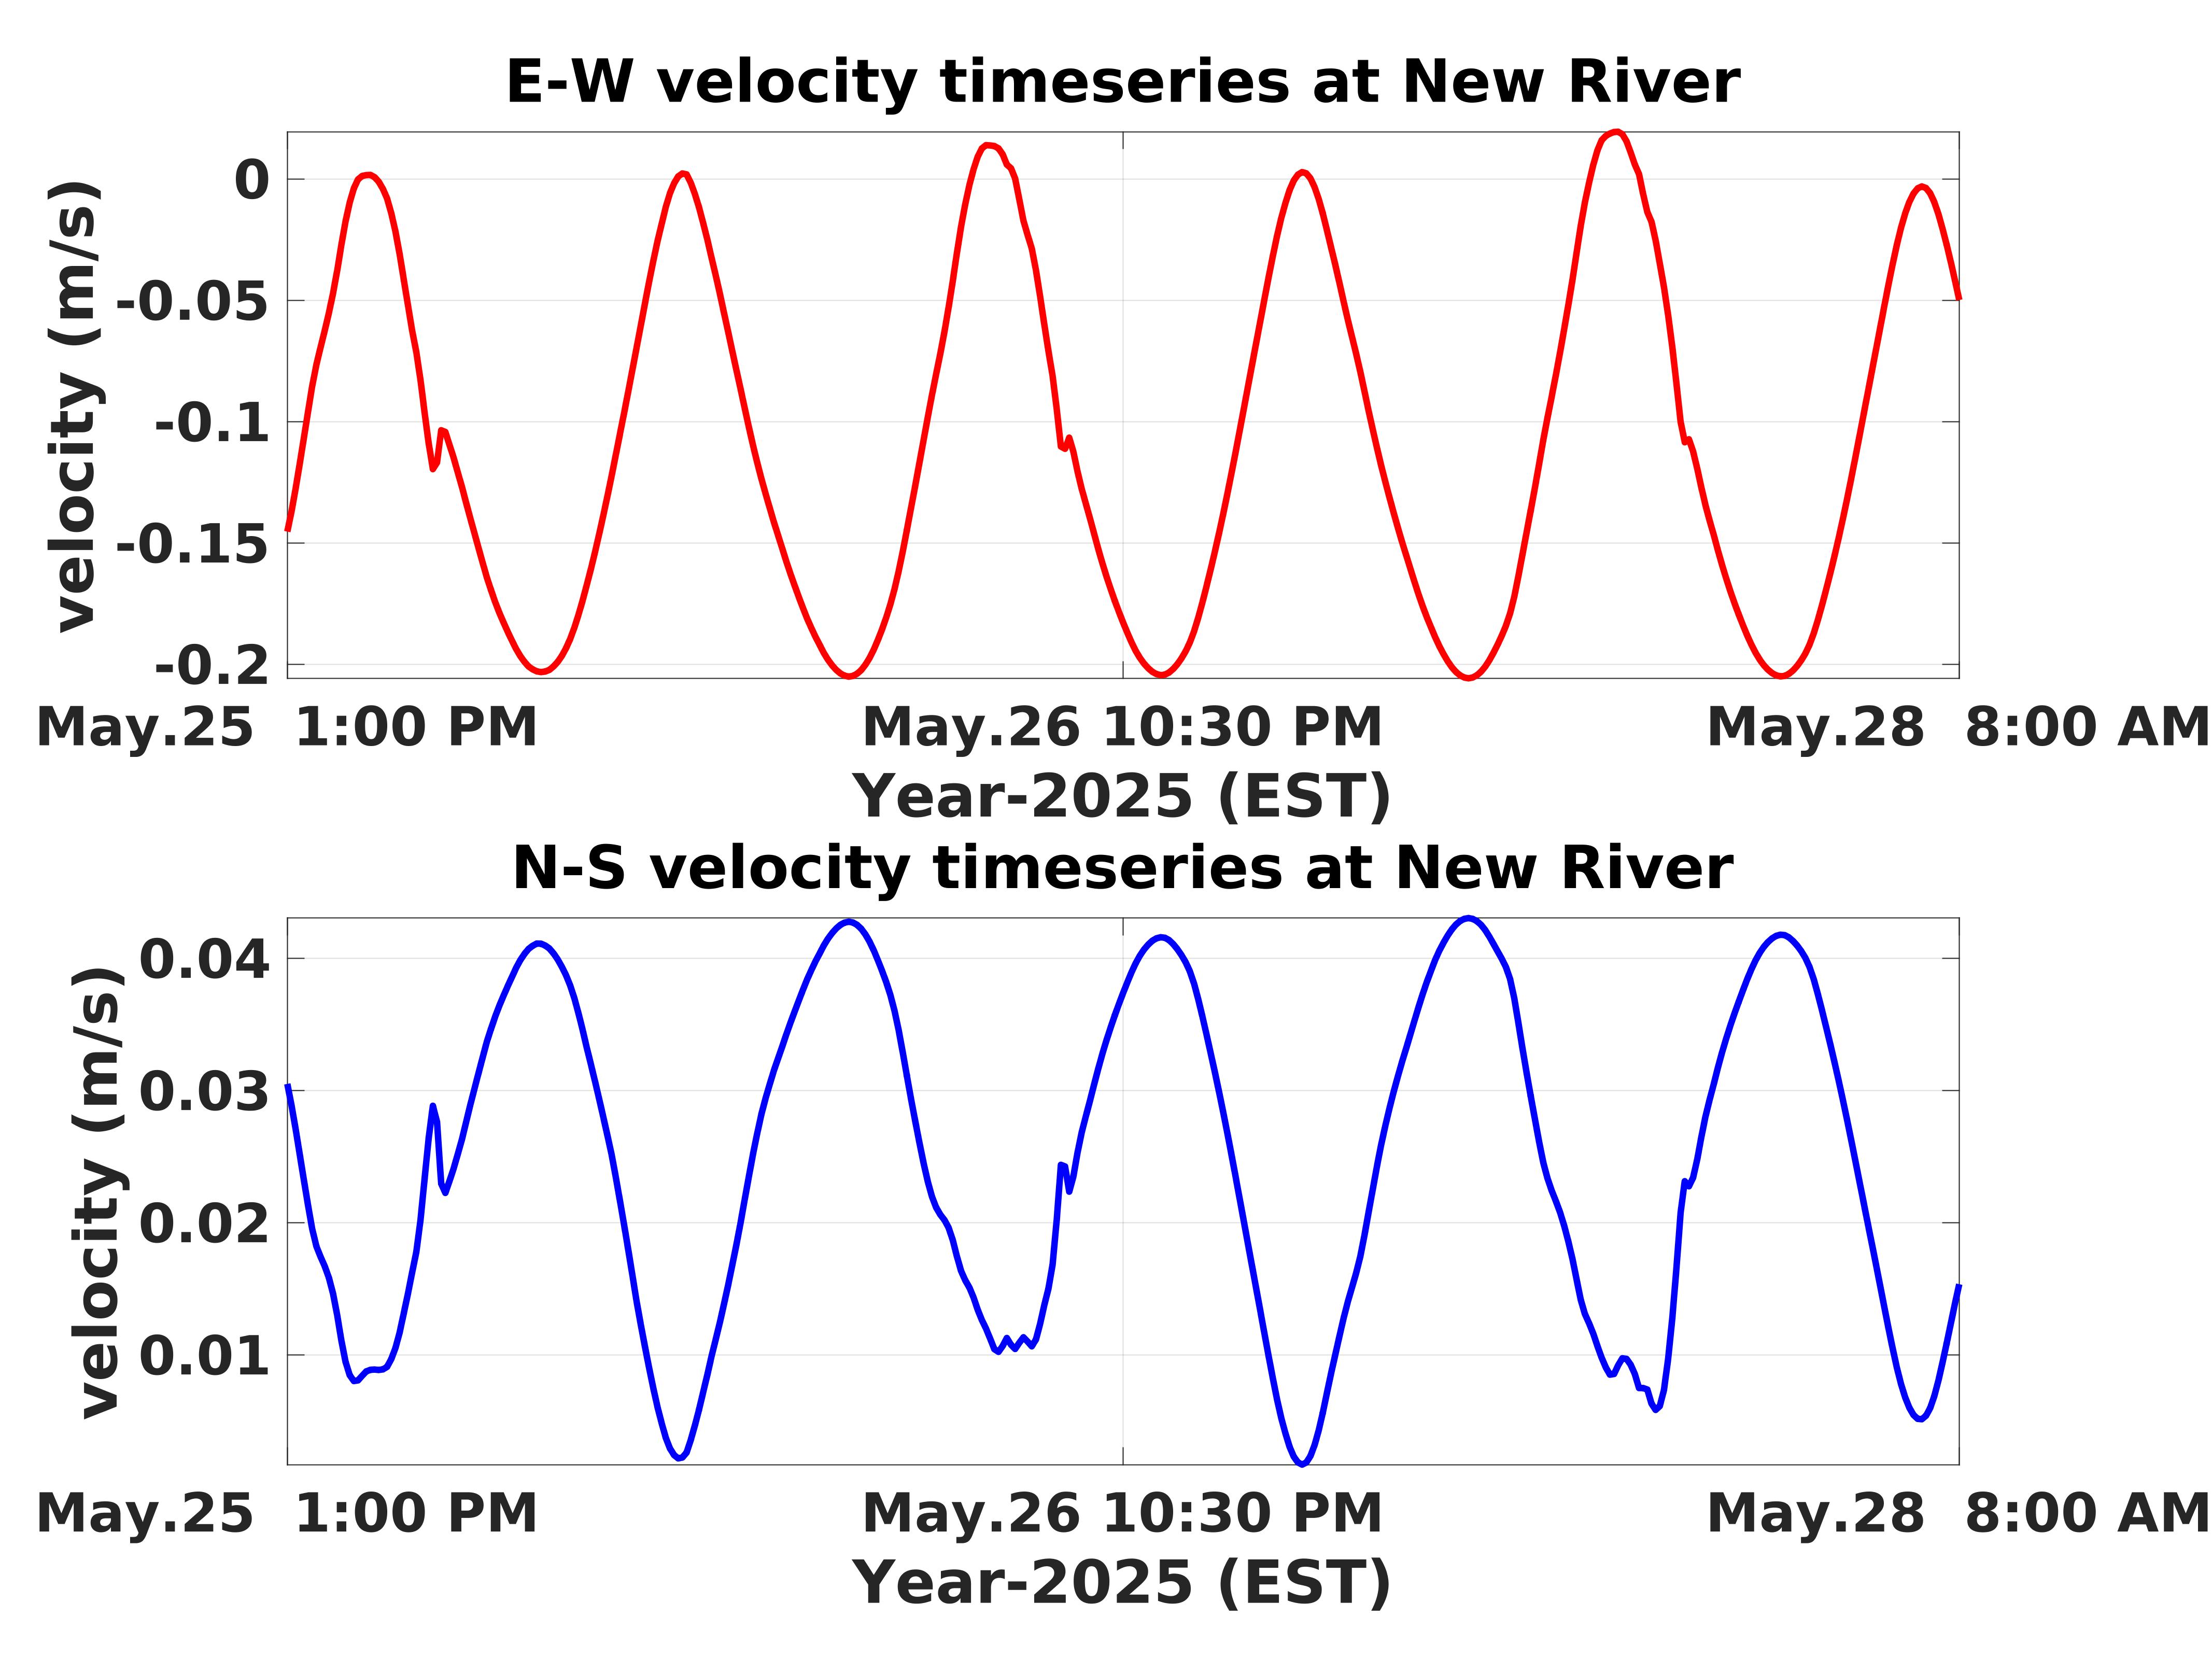 E-W velocity timeseries at New River
velocity (m/s)
0
-0.05
-0.1
-0.15
-0.2
May.25  1:00 PM
May.26 10:30 PM
May.28  8:00 AM
Year-2025 (EST)
N-S velocity timeseries at New River
velocity (m/s)
0.04
0.03
0.02
0.01
May.25  1:00 PM
May.26 10:30 PM
May.28  8:00 AM
Year-2025 (EST)